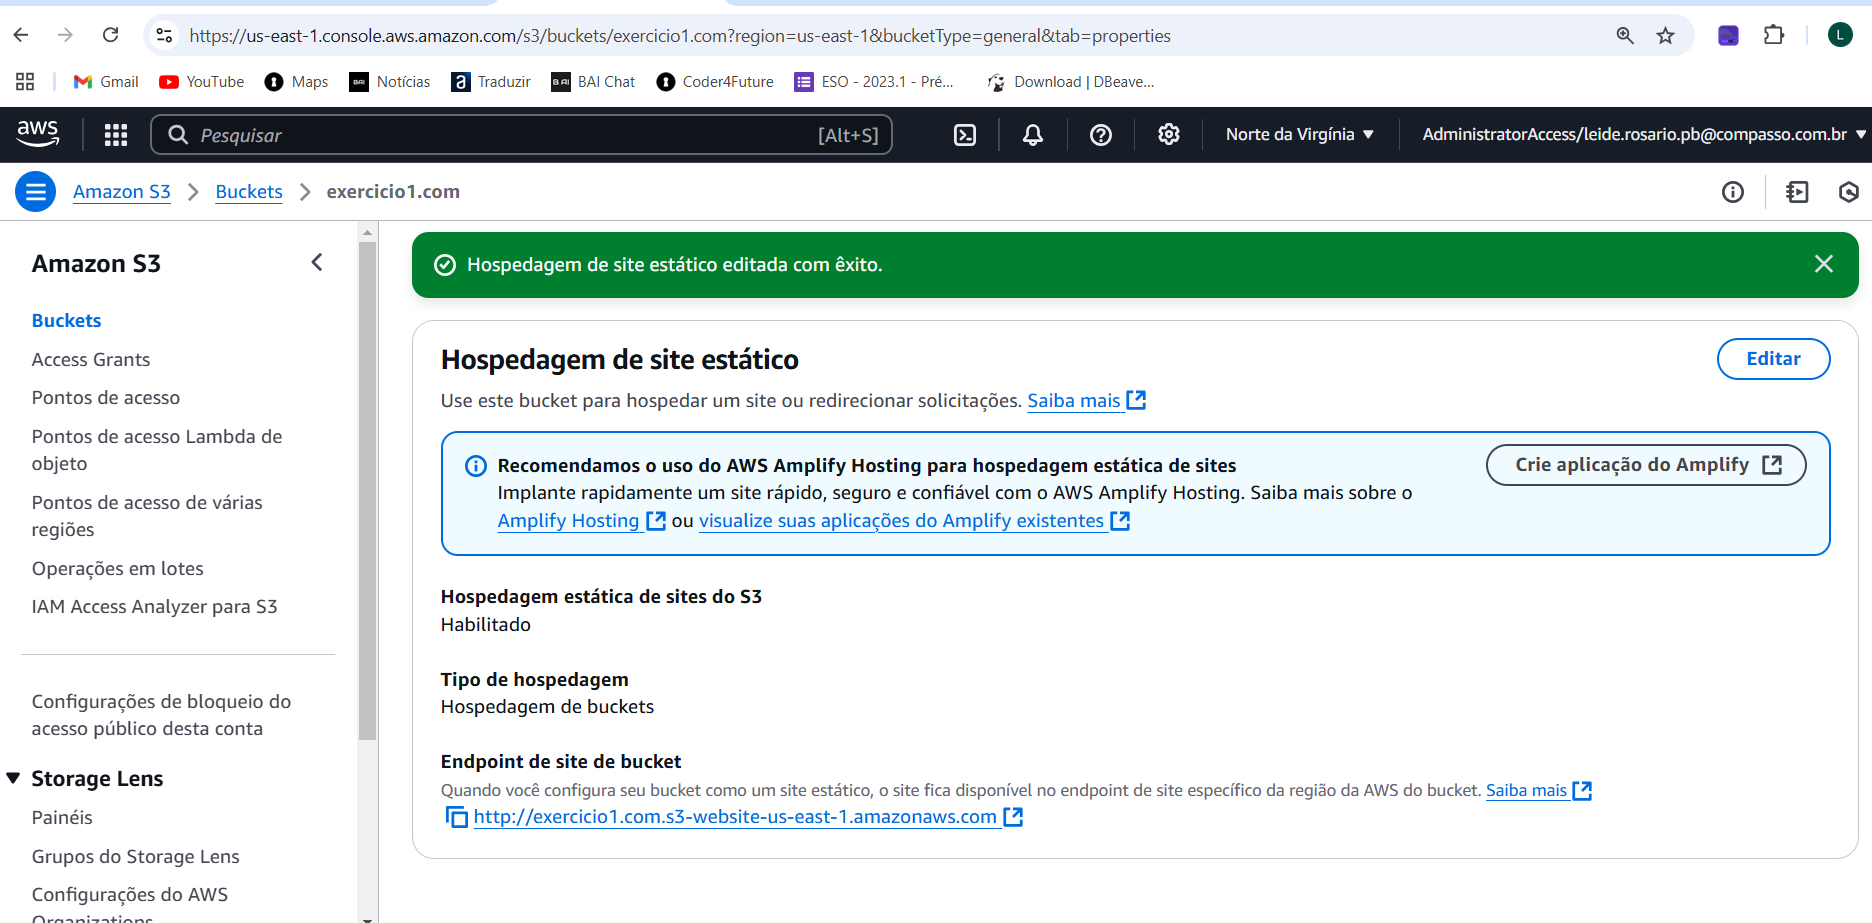 https://us-east-1.console.aws.amazon.com/s3/buckets/exercicio1.com?region=us-east-1&bucketType=general&tab=properties
L
Gmail
YouTube
Maps
BAI
Notícias
a
Traduzir
BAI
BAI Chat
Coder4Future
ESO - 2023.1 - Pré...
Download | DBeave...
aws
Pesquisar
[Alt+S]
Norte da Virgínia
AdministratorAccess/leide.rosario.pb@compasso.com.br
Amazon S3
Buckets
exercicio1.com
Amazon S3
Buckets
Access Grants
Pontos de acesso
Pontos de acesso Lambda de
objeto
Pontos de acesso de várias
regiões
Operações em lotes
IAM Access Analyzer para S3
Configurações de bloqueio do
acesso público desta conta
Storage Lens
Painéis
Grupos do Storage Lens
Configurações do AWS
Organizations
Hospedagem de site estático editada com êxito.
Hospedagem de site estático
Editar
Use este bucket para hospedar um site ou redirecionar solicitações. Saiba mais
Recomendamos o uso do AWS Amplify Hosting para hospedagem estática de sites
Implante rapidamente um site rápido, seguro e confiável com o AWS Amplify Hosting. Saiba mais sobre o
Amplify Hosting ou visualize suas aplicações do Amplify existentes
Crie aplicação do Amplify
Hospedagem estática de sites do S3
Habilitado
Tipo de hospedagem
Hospedagem de buckets
Endpoint de site de bucket
Quando você configura seu bucket como um site estático, o site fica disponível no endpoint de site específico da região da AWS do bucket. Saiba mais
http://exercicio1.com.s3-website-us-east-1.amazonaws.com